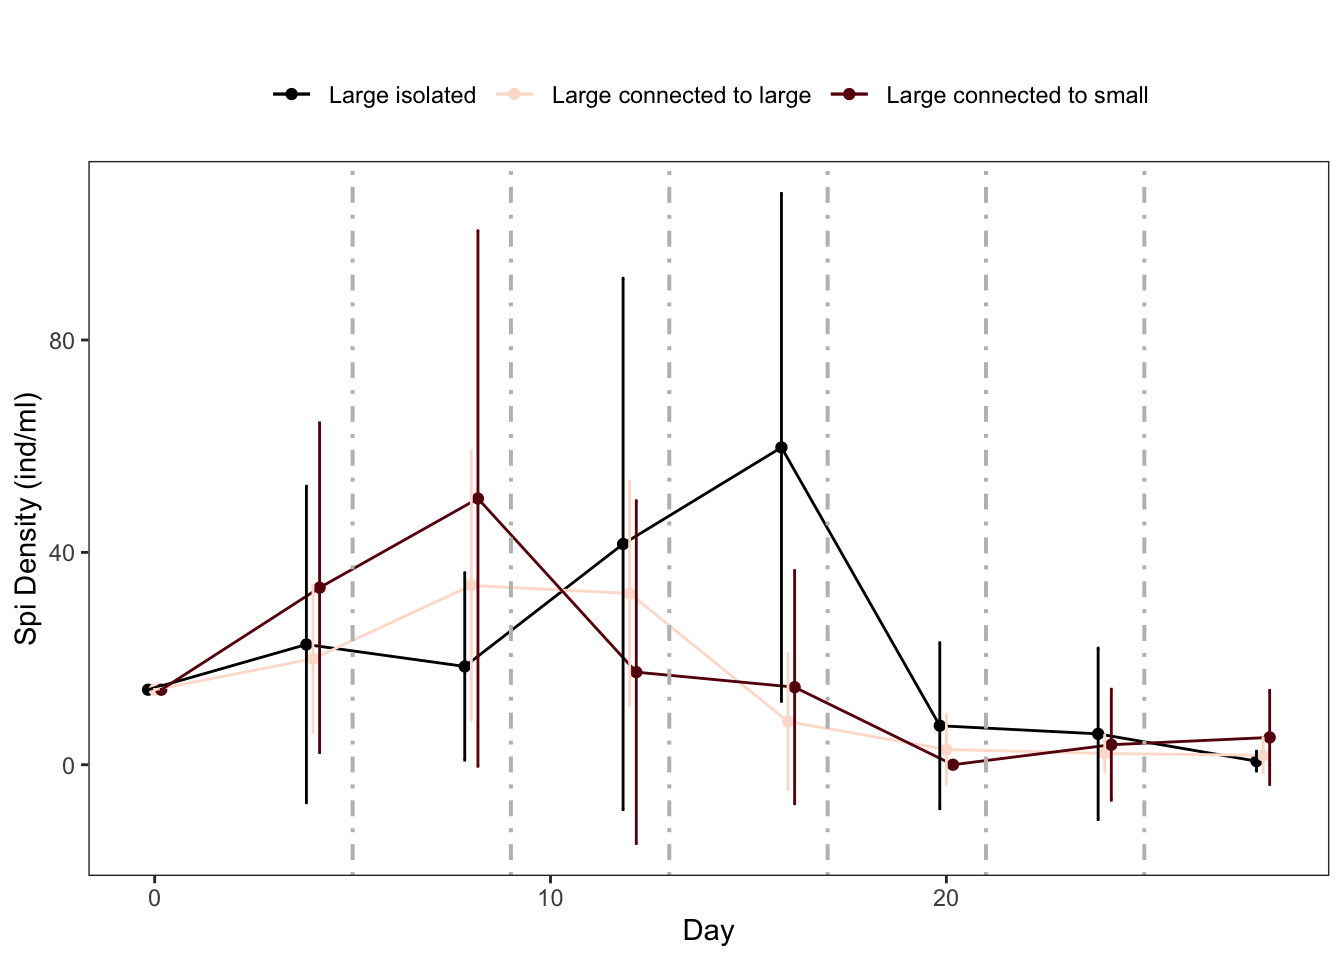 Large isolated Large connected to large Large connected to small
80
40
0
Spi Density (ind/ml)
0 10 20
Day